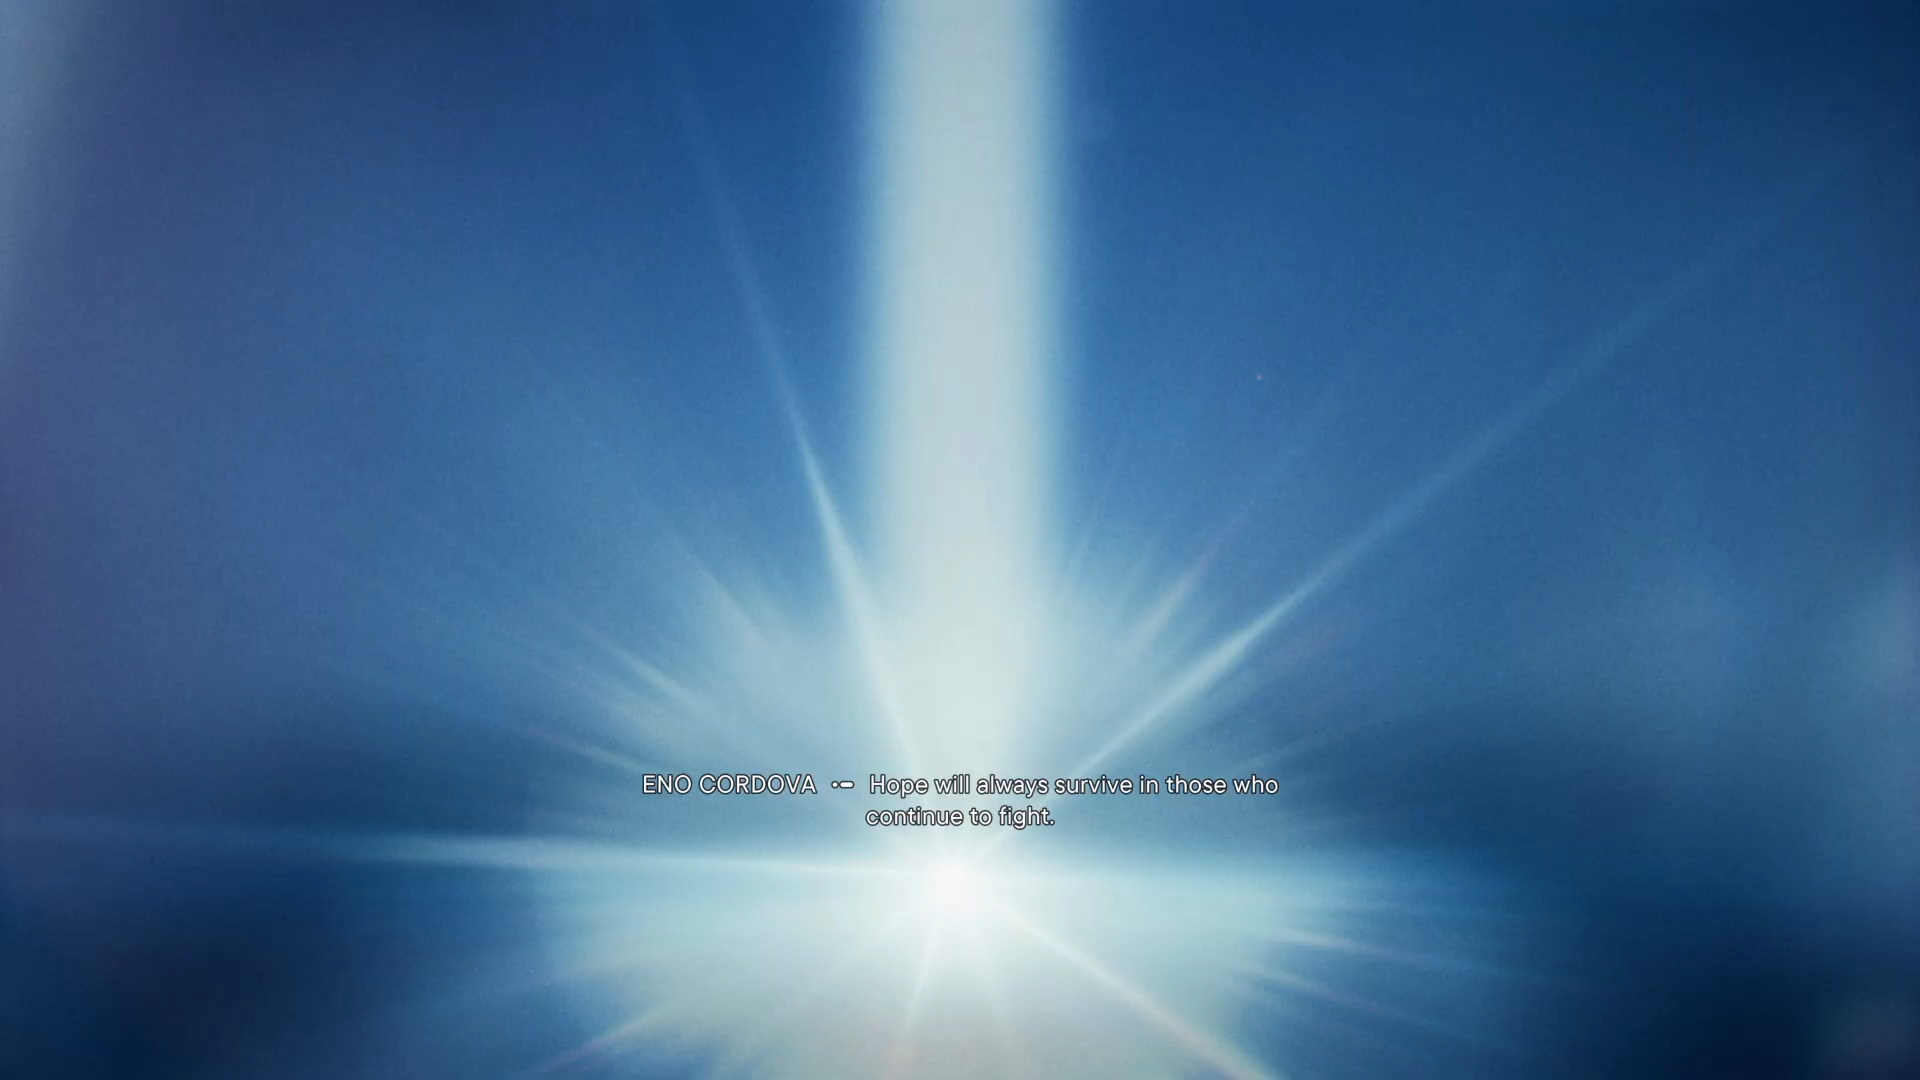 ENO CORDOVA •– Hope will always survive in those who
continue to fight.